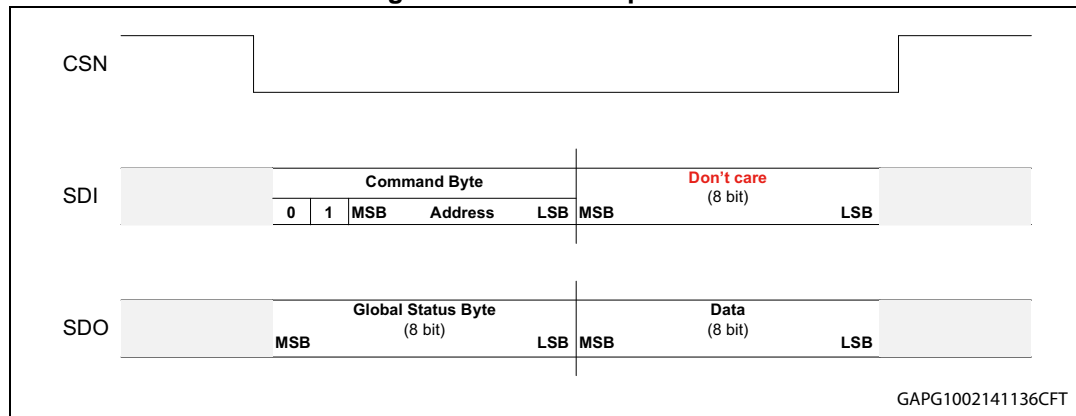 CSN
SDI
Command Byte
0 1 MSB Address LSB
Don't care
(8 bit)
MSB LSB
SDO
Global Status Byte
(8 bit)
MSB LSB
Data
(8 bit)
MSB LSB
GAPG1002141136CFT